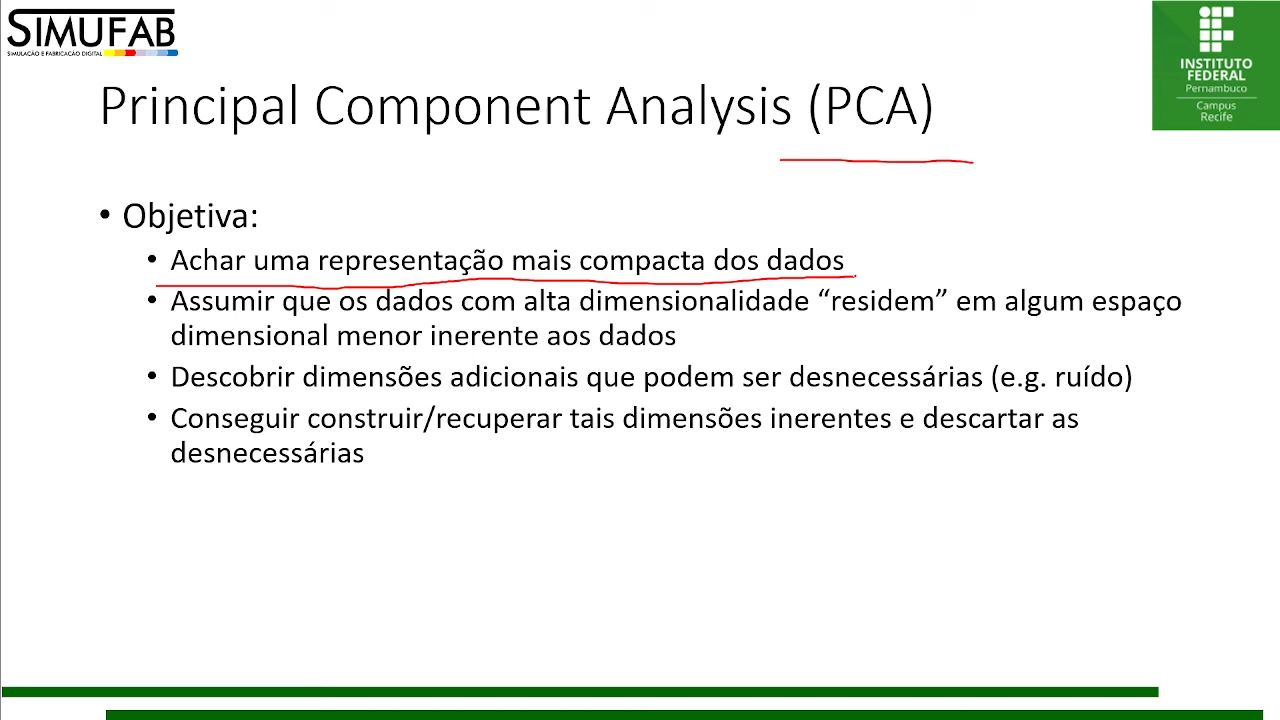 SIMUFAB
SIMULAÇÃO E FABRICAÇÃO DIGITAL
INSTITUTO
FEDERAL
Pernambuco
Campus
Recife
Principal Component Analysis (PCA)
• Objetiva:
• Achar uma representação mais compacta dos dados
• Assumir que os dados com alta dimensionalidade “residem” em algum espaço
dimensional menor inerente aos dados
• Descobrir dimensões adicionais que podem ser desnecessárias (e.g. ruído)
• Conseguir construir/recuperar tais dimensões inerentes e descartar as
desnecessárias